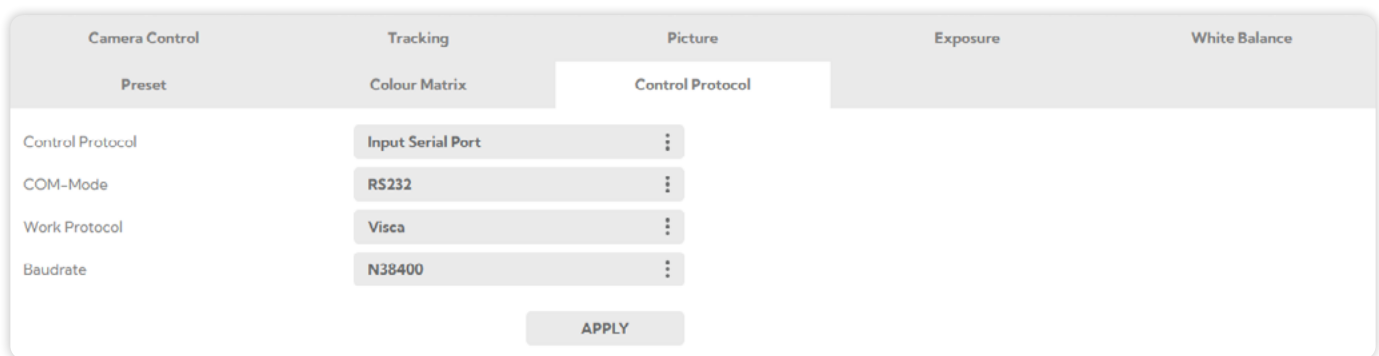 Camera Control Tracking Picture Exposure White Balance
Preset Colour Matrix Control Protocol
Control Protocol Input Serial Port
COM-Mode RS232
Work Protocol Visca
Baudrate N38400
APPLY